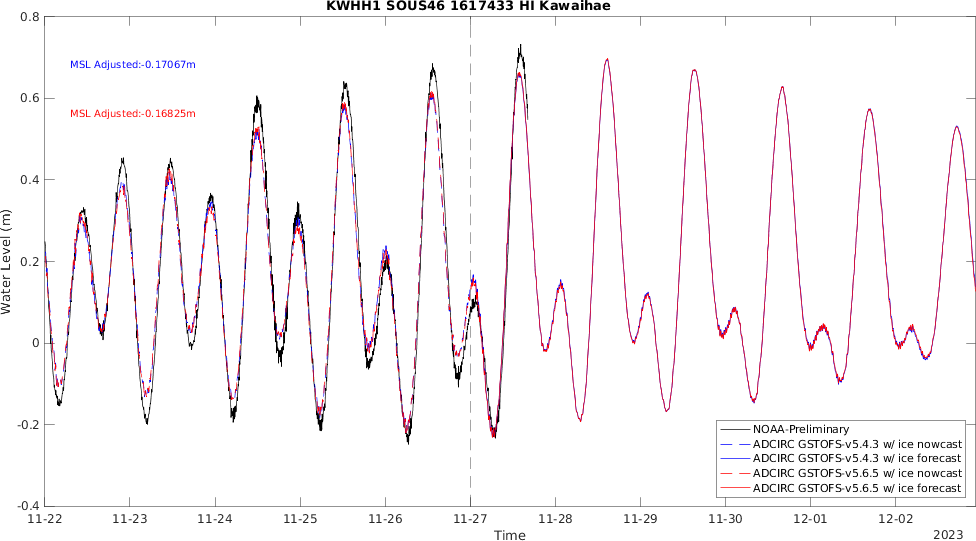 KWHH1 SOUS46 1617433 HI Kawaihae
0.8
MSL Adjusted:-0.17067m
0.6
MSL Adjusted:-0.16825m
0.4
Water Level (m)
0.2
0
-0.2
NOAA-Preliminary
ADCIRC GSTOFS-v5.4.3 w/ ice nowcast
ADCIRC GSTOFS-v5.4.3 w/ ice forecast
ADCIRC GSTOFS-v5.6.5 w/ ice nowcast
ADCIRC GSTOFS-v5.6.5 w/ ice forecast
-0.4
11-22 11-23 11-24 11-25 11-26 11-27 11-28 11-29 11-30 12-01 12-02
Time
2023